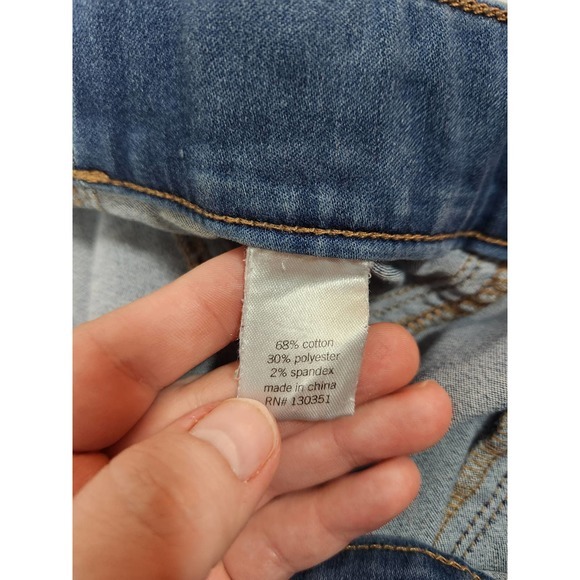 68% cotton
30% polyester
2% spandex
made in china
RN# 130351